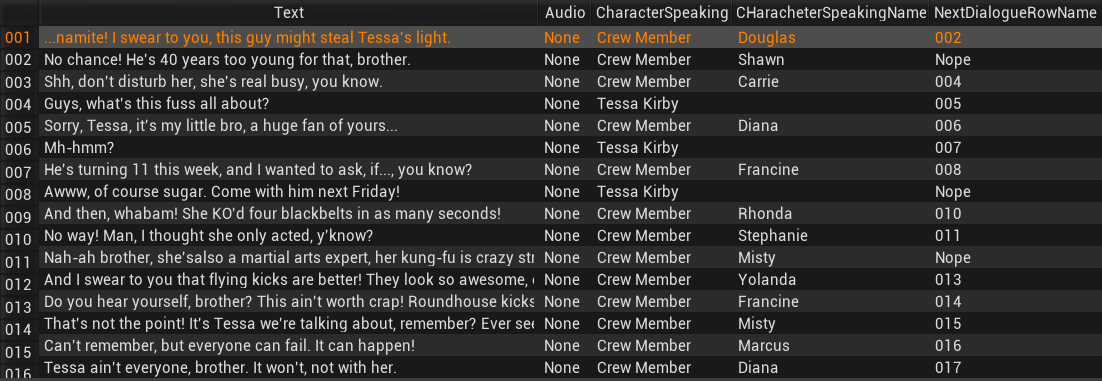 Text Audio CharacterSpeaking CHaracheterSpeakingName NextDialogueRowName
001 ...namite! I swear to you, this guy might steal Tessa's light. None Crew Member Douglas 002
002 No chance! He's 40 years too young for that, brother. None Crew Member Shawn Nope
003 Shh, don't disturb her, she's real busy, you know. None Crew Member Carrie 004
004 Guys, what's this fuss all about? None Tessa Kirby 005
005 Sorry, Tessa, it's my little bro, a huge fan of yours... None Crew Member Diana 006
006 Mh-hmm? None Tessa Kirby 007
007 He's turning 11 this week, and I wanted to ask, if..., you know? None Crew Member Francine 008
008 Awww, of course sugar. Come with him next Friday! None Tessa Kirby Nope
009 And then, whabam! She KO'd four blackbelts in as many seconds! None Crew Member Rhonda 010
010 No way! Man, I thought she only acted, y'know? None Crew Member Stephanie 011
011 Nah-ah brother, she'salso a martial arts expert, her kung-fu is crazy None Crew Member Misty Nope
012 And I swear to you that flying kicks are better! They look so awesome, None Crew Member Yolanda 013
013 Do you hear yourself, brother? This ain't worth crap! Roundhouse kicks None Crew Member Francine 014
014 That's not the point! It's Tessa we're talking about, remember? Ever None Crew Member Misty 015
015 Can't remember, but everyone can fail. It can happen! None Crew Member Marcus 016
016 Tessa ain't everyone, brother. It won't, not with her. None Crew Member Diana 017